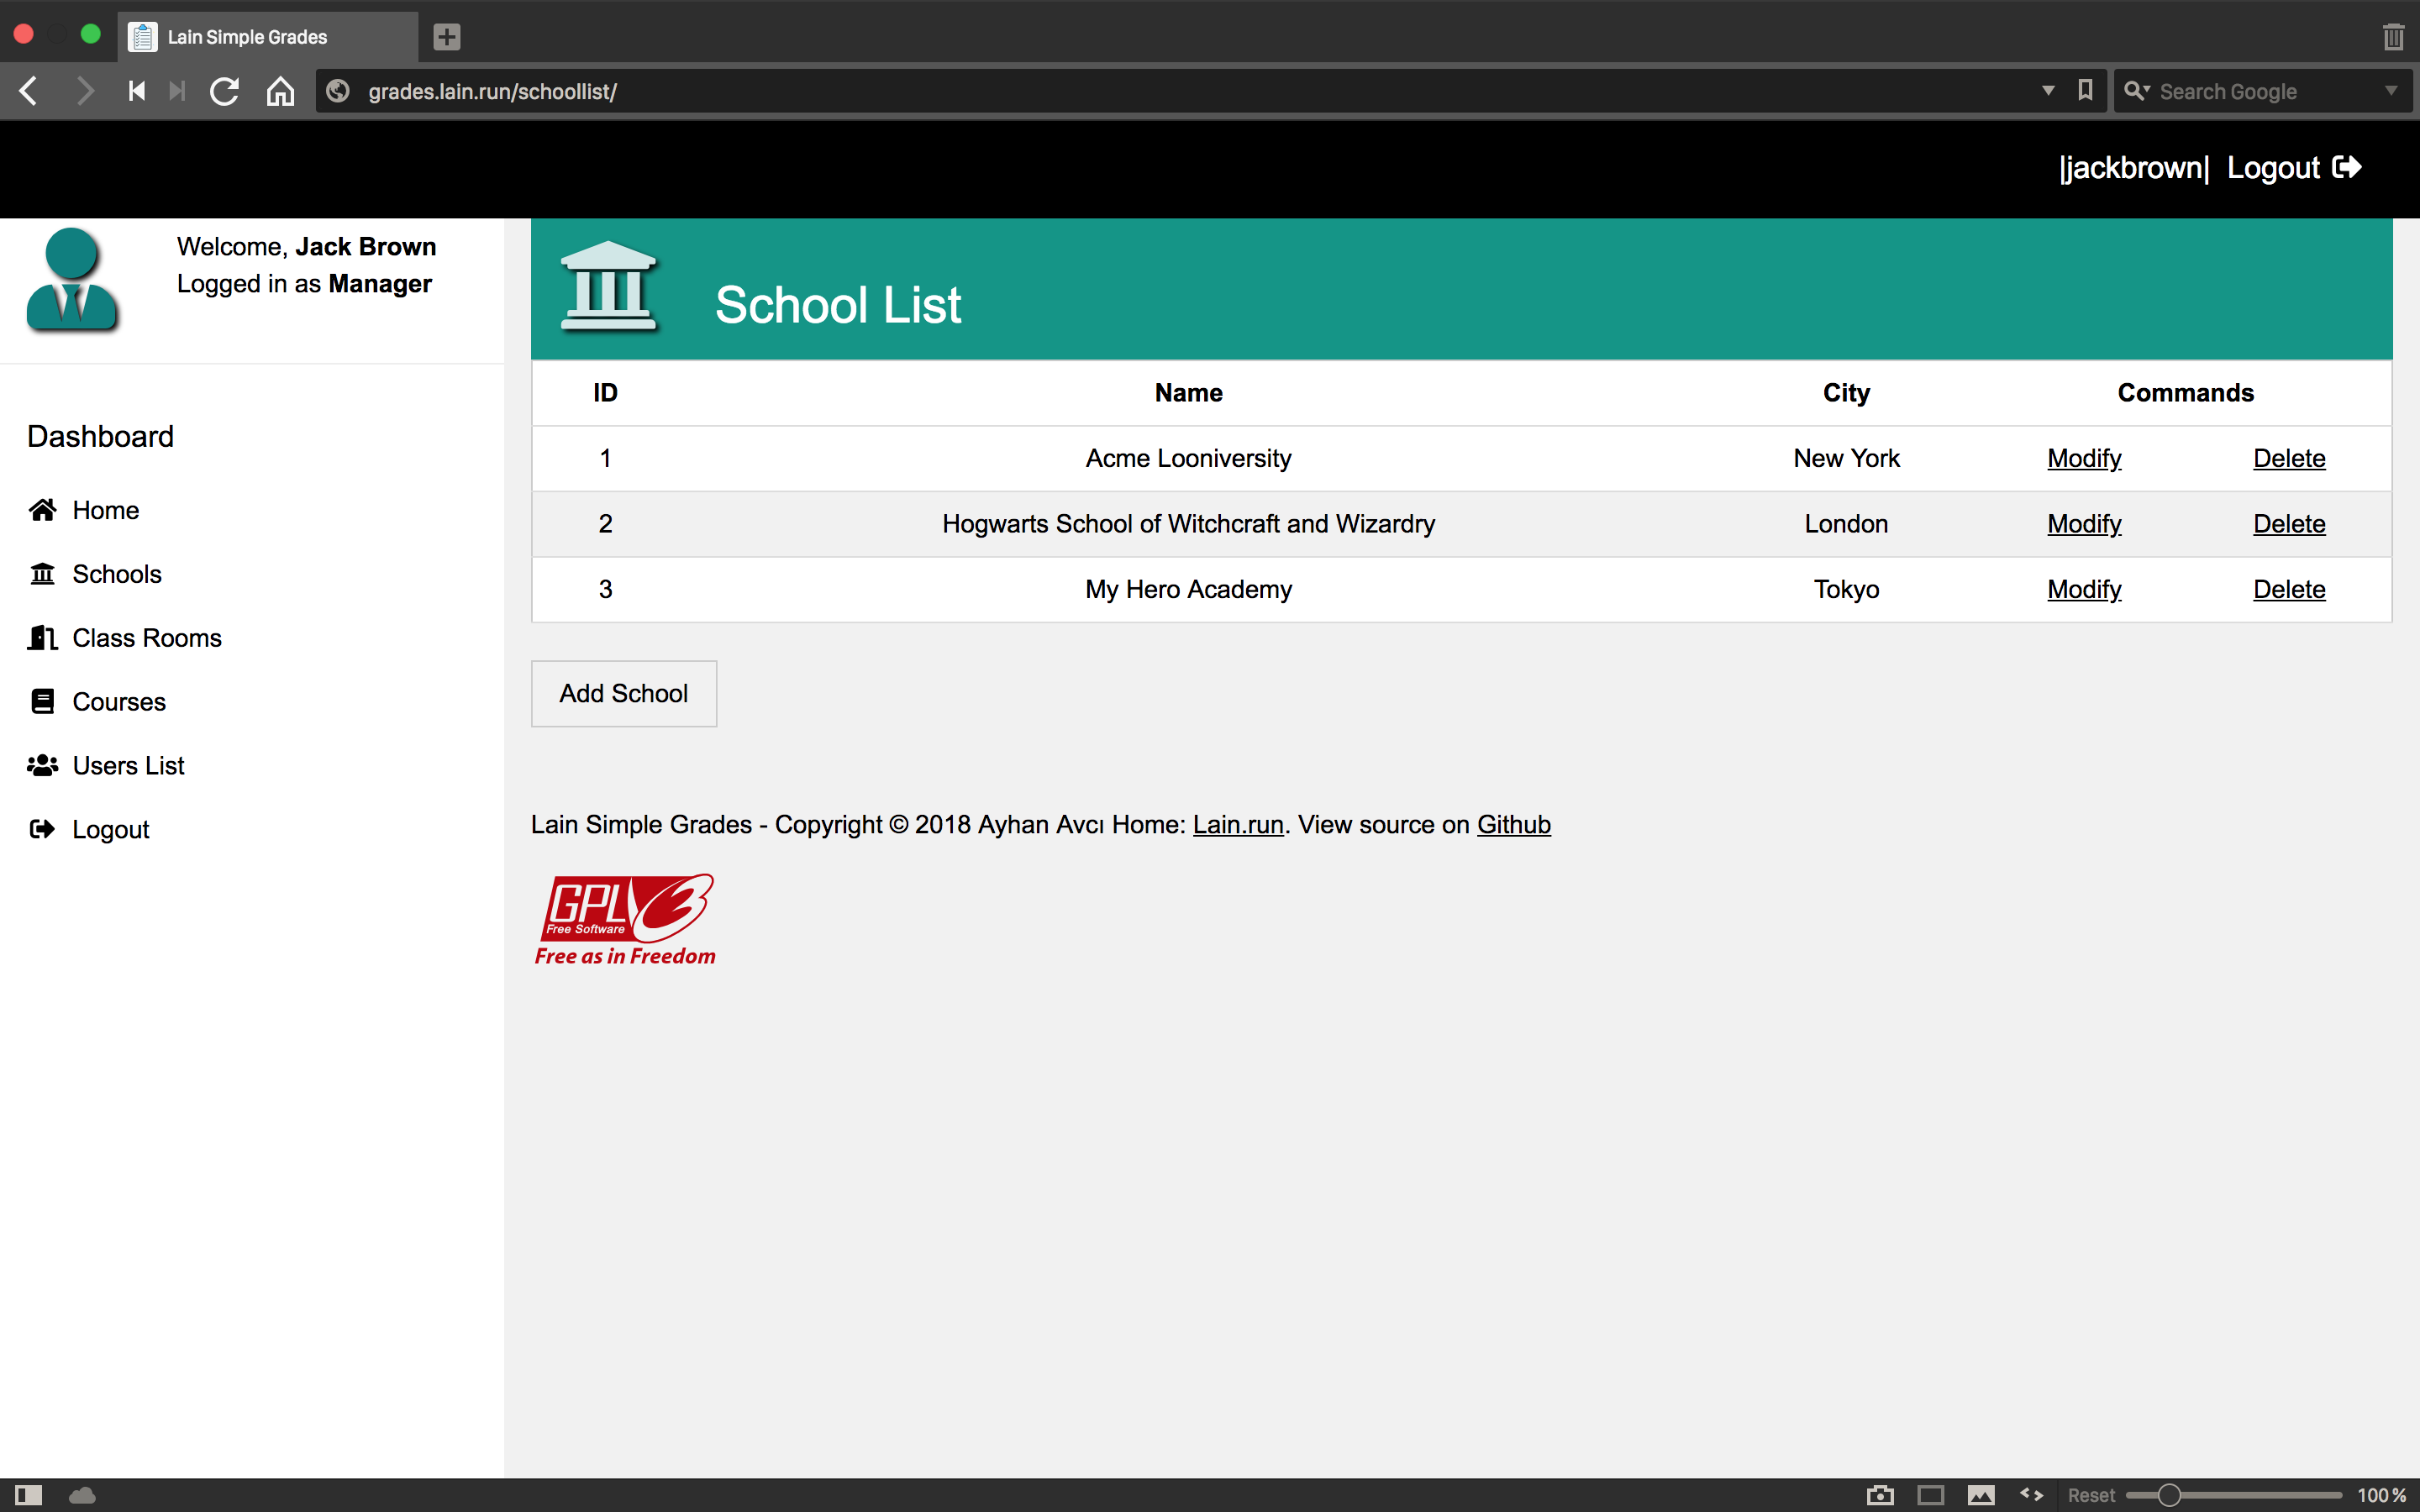 Lain Simple Grades
grades.lain.run/schoollist/
Search Google
|jackbrown| Logout
Welcome, Jack Brown
Logged in as Manager
Dashboard
Home
Schools
Class Rooms
Courses
Users List
Logout
School List
ID Name City Commands
1 Acme Looniversity New York Modify Delete
2 Hogwarts School of Witchcraft and Wizardry London Modify Delete
3 My Hero Academy Tokyo Modify Delete
Add School
Lain Simple Grades - Copyright © 2018 Ayhan Avcı Home: Lain.run. View source on Github
GPL 3
Free Software
Free as in Freedom
Reset 100 %